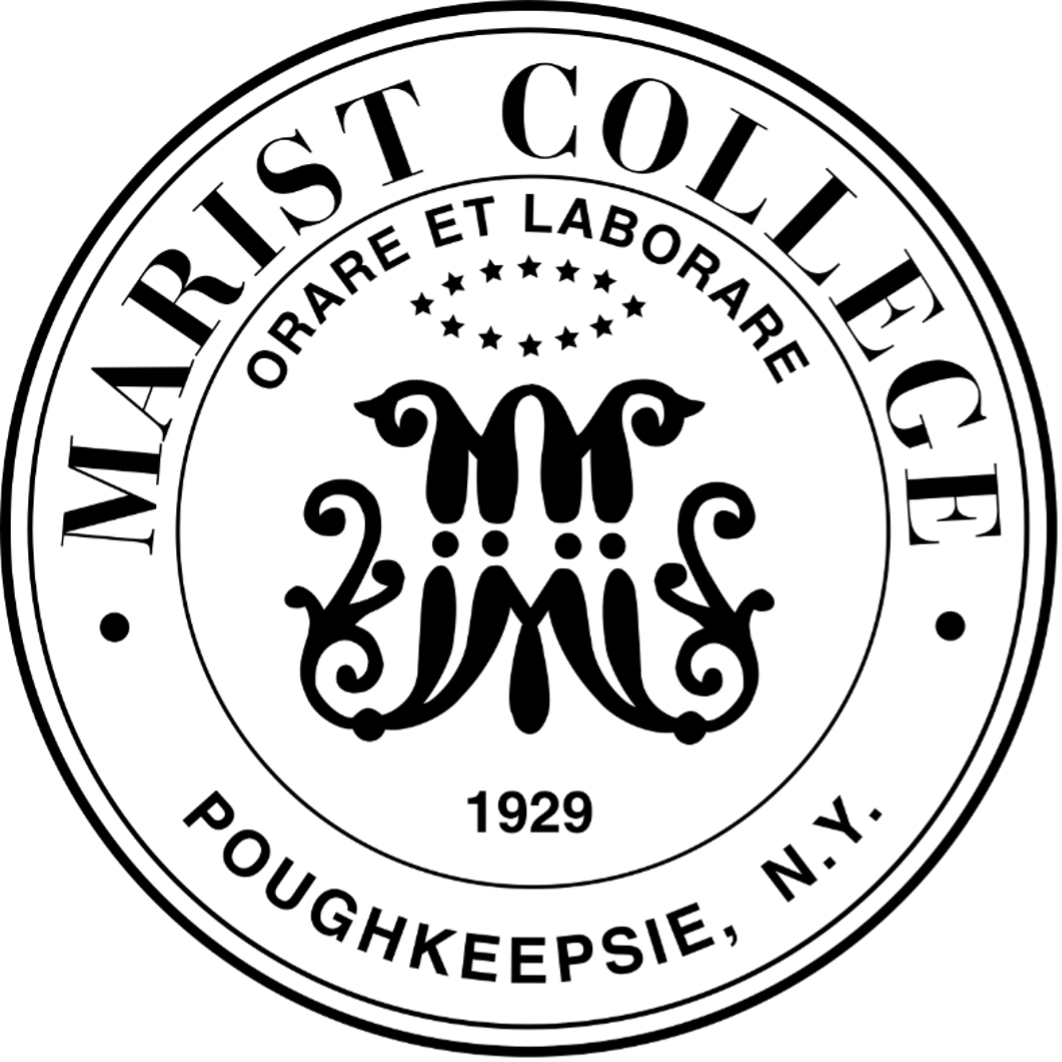 MARIST COLLEGE
ORARE ET LABORARE
1929
POUGHKEEPSIE, N.Y.